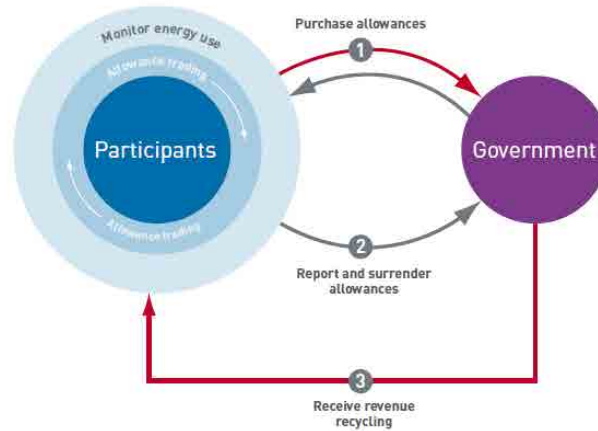 Purchase allowances
1
Monitor energy use
Allowance trading
Participants
Government
Allowance trading
2
Report and surrender
allowances
3
Receive revenue
recycling